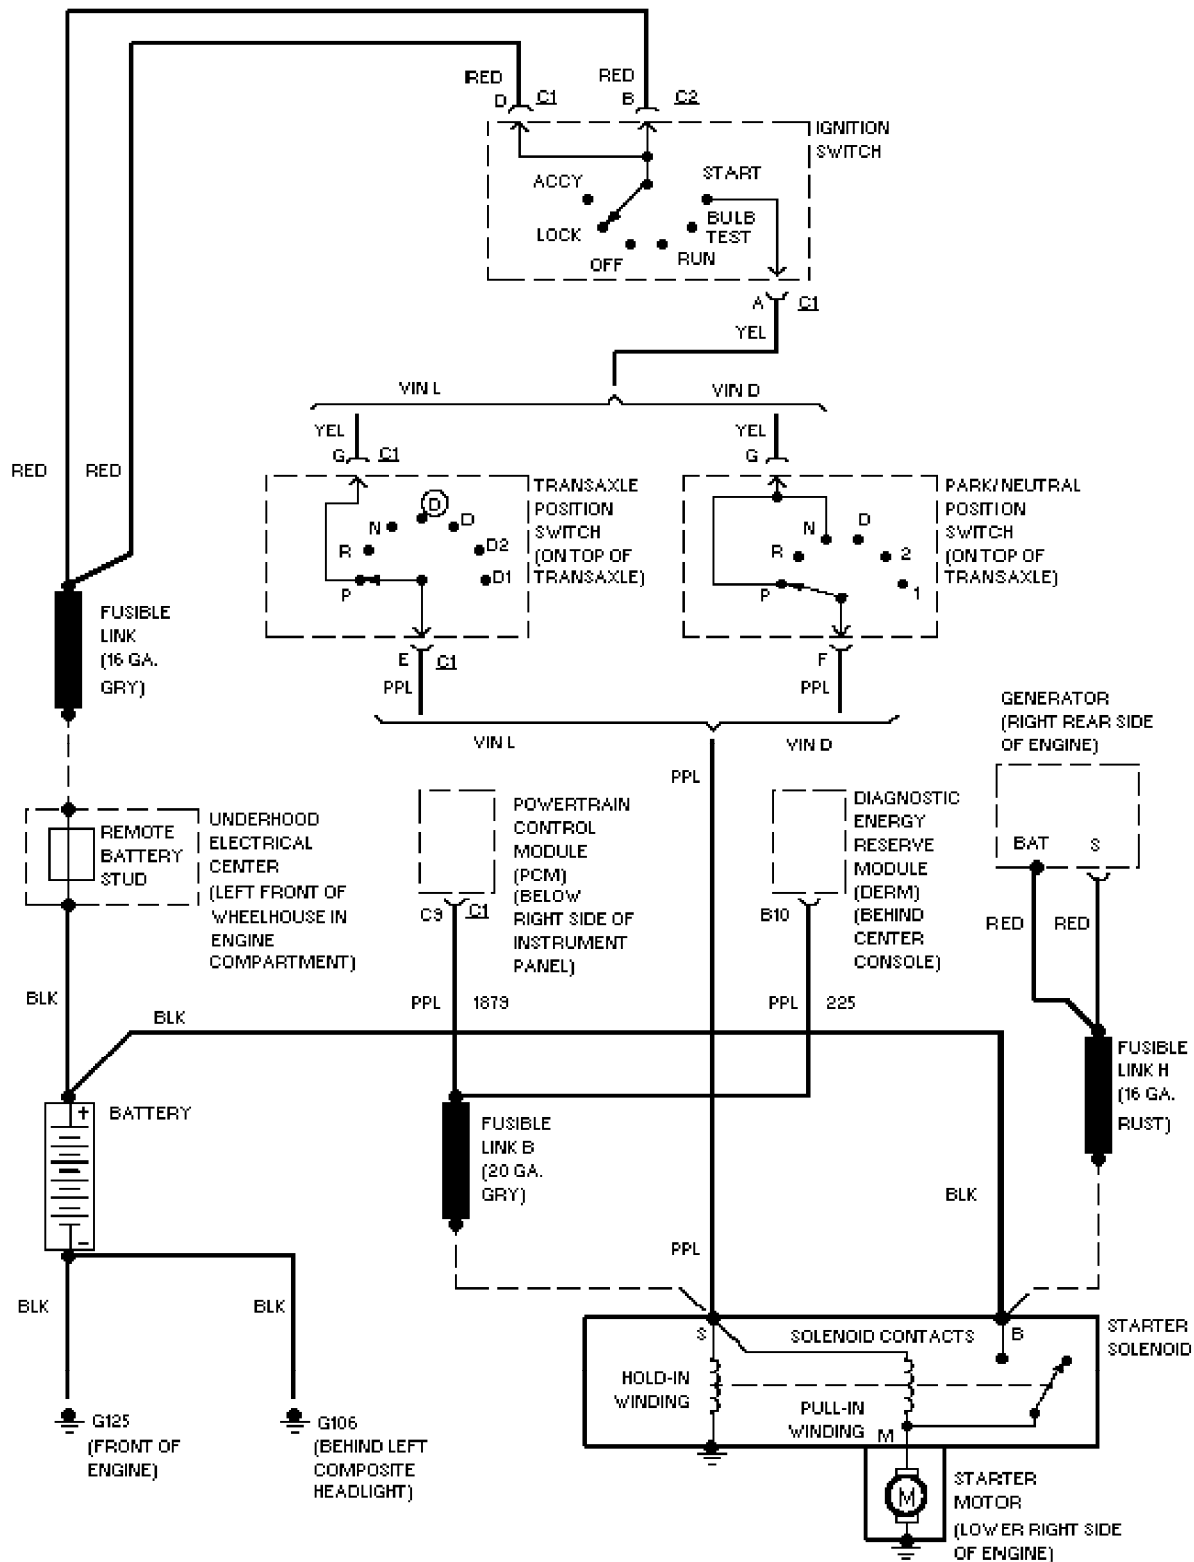 RED
RED
D
C1
B
C2
IGNITION
SWITCH
ACCY
START
LOCK
BULB
TEST
OFF
RUN
A
C1
YEL
VIN L
VIN D
YEL
G
C1
YEL
G
RED
RED
TRANSAXLE
POSITION
SWITCH
(ON TOP OF
TRANSAXLE)
D
N
D
R
D2
D1
P
PARK/NEUTRAL
POSITION
SWITCH
(ON TOP OF
TRANSAXLE)
N
D
R
2
P
1
FUSIBLE
LINK
(16 GA.
GRY)
E
C1
PPL
F
PPL
VIN L
VIN D
PPL
GENERATOR
(RIGHT REAR SIDE
OF ENGINE)
BAT
S
REMOTE
BATTERY
STUD
UNDERHOOD
ELECTRICAL
CENTER
(LEFT FRONT OF
WHEELHOUSE IN
ENGINE
COMPARTMENT)
POWERTRAIN
CONTROL
MODULE
(PCM)
(BELOW
RIGHT SIDE OF
INSTRUMENT
PANEL)
C9
C1
DIAGNOSTIC
ENERGY
RESERVE
MODULE
(DERM)
(BEHIND
CENTER
CONSOLE)
B10
RED
RED
BLK
PPL
1879
PPL
225
BLK
FUSIBLE
LINK H
(16 GA.
RUST)
+
BATTERY
-
FUSIBLE
LINK B
(20 GA.
GRY)
BLK
PPL
BLK
BLK
S
SOLENOID CONTACTS
B
STARTER
SOLENOID
HOLD-IN
WINDING
PULL-IN
WINDING
M
G125
(FRONT OF
ENGINE)
G106
(BEHIND LEFT
COMPOSITE
HEADLIGHT)
M
STARTER
MOTOR
(LOWER RIGHT SIDE
OF ENGINE)